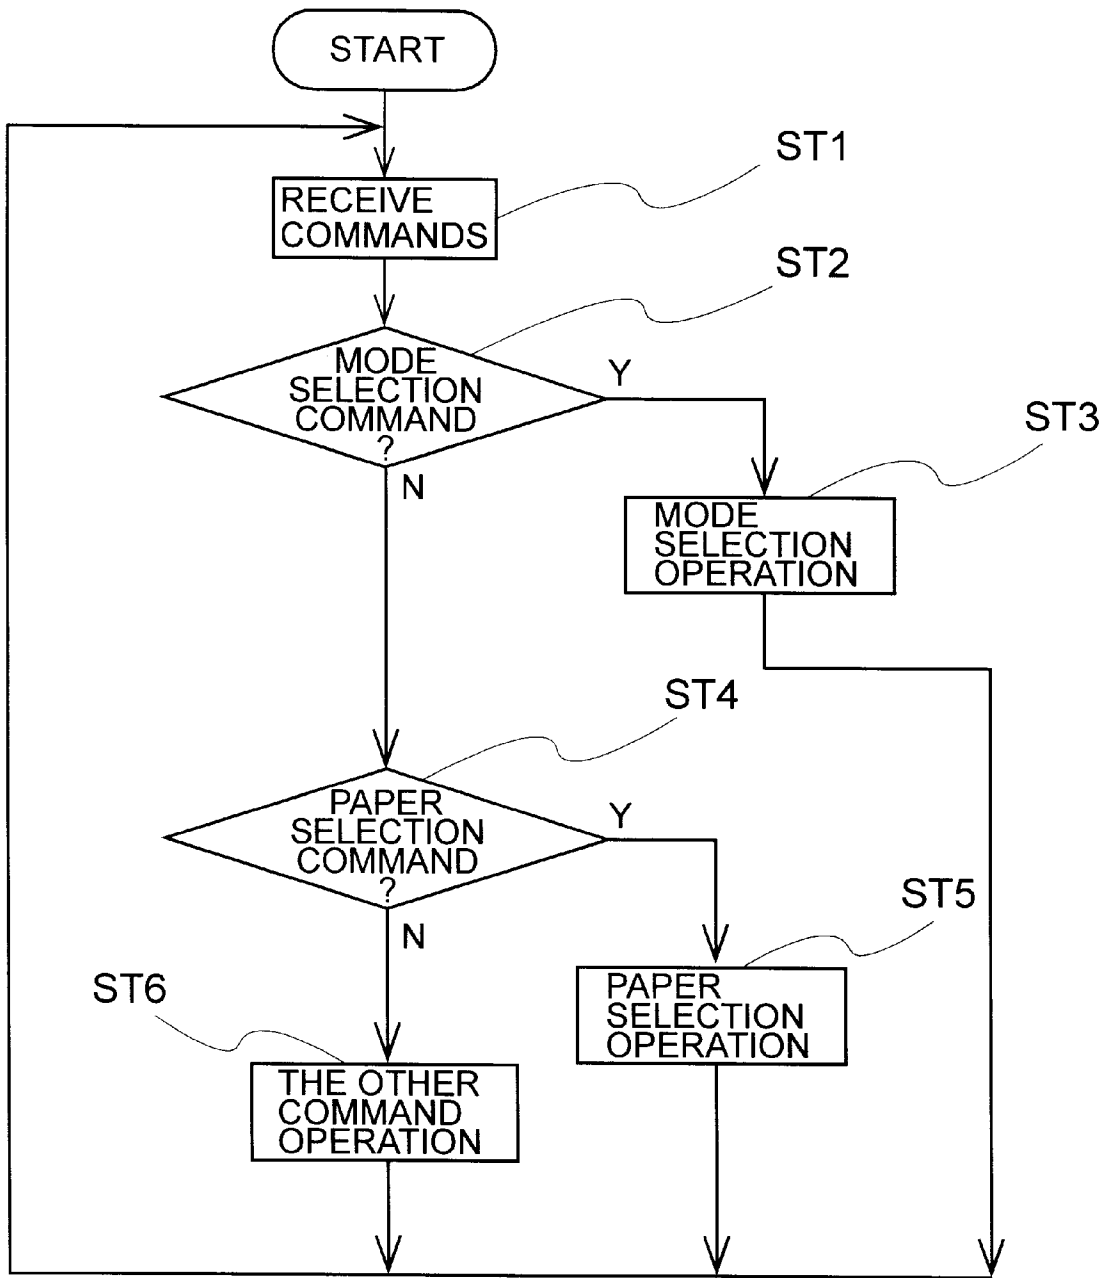 START
ST1
RECEIVE
COMMANDS
ST2
MODE
SELECTION
COMMAND
?
Y
N
ST3
MODE
SELECTION
OPERATION
ST4
PAPER
SELECTION
COMMAND
?
Y
N
ST5
PAPER
SELECTION
OPERATION
ST6
THE OTHER
COMMAND
OPERATION